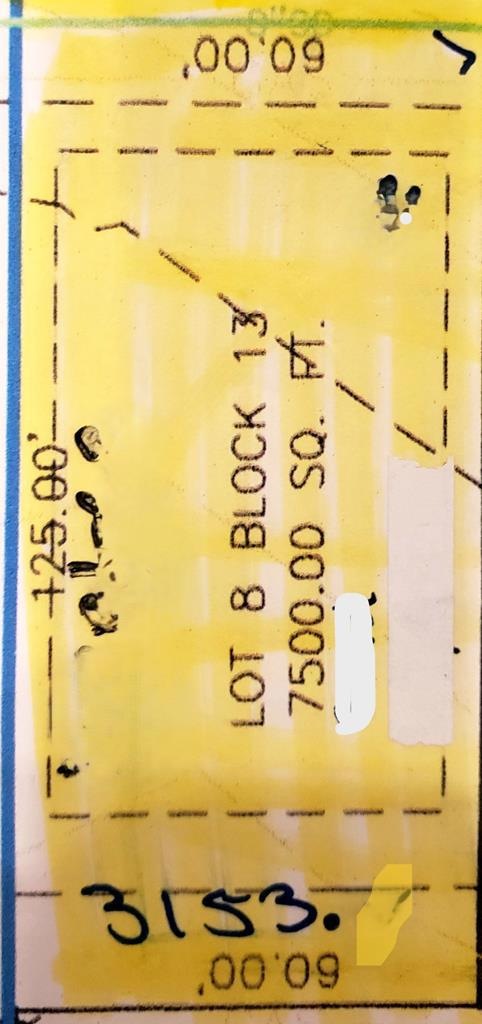 60.00'
125.00'
LOT 8 BLOCK 13
7500.00 SQ. FT.
3153.
60.00'